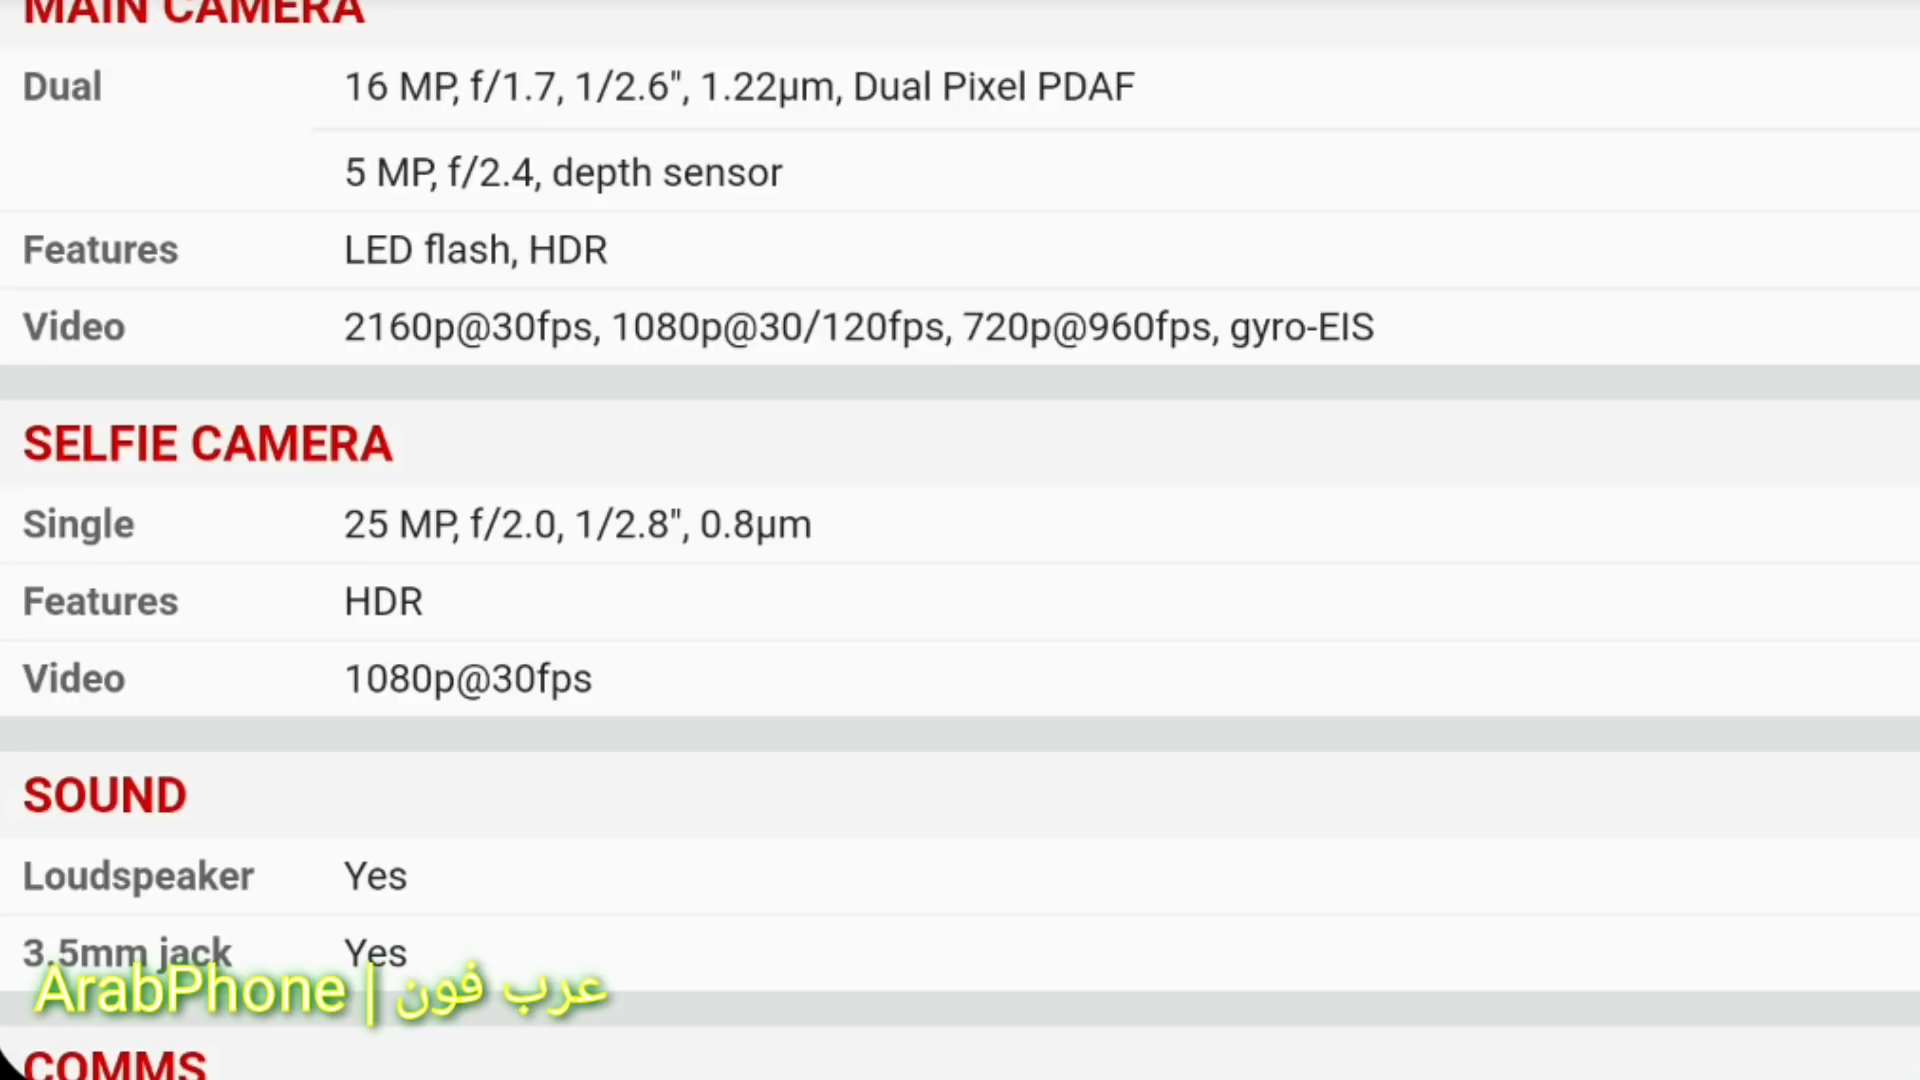 MAIN CAMERA
Dual 16 MP, f/1.7, 1/2.6", 1.22µm, Dual Pixel PDAF
5 MP, f/2.4, depth sensor
Features LED flash, HDR
Video 2160p@30fps, 1080p@30/120fps, 720p@960fps, gyro-EIS
SELFIE CAMERA
Single 25 MP, f/2.0, 1/2.8", 0.8µm
Features HDR
Video 1080p@30fps
SOUND
Loudspeaker Yes
3.5mm jack Yes
ArabPhone | عرب فون
COMMS